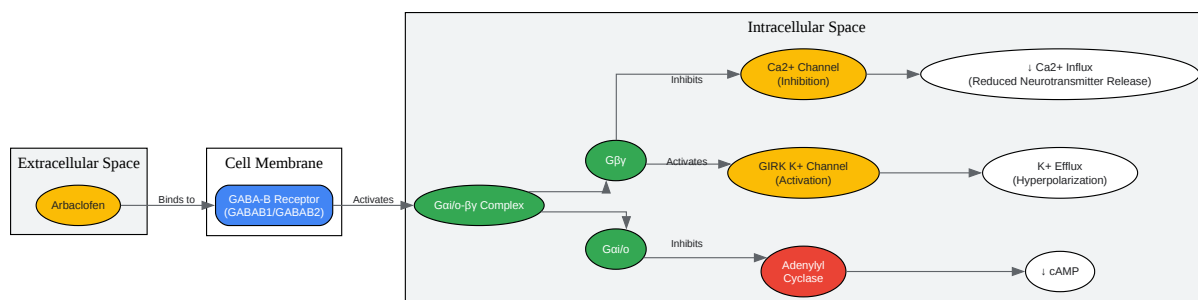 Intracellular Space
Ca2+ Channel
(Inhibition)
↓ Ca2+ Influx
(Reduced Neurotransmitter Release)
Inhibits
Extracellular Space
Cell Membrane
Gβγ
Activates
GIRK K+ Channel
(Activation)
K+ Efflux
(Hyperpolarization)
Arbaclofen
Binds to
GABA-B Receptor
(GABAB1/GABAB2)
Activates
Gαi/o-βγ Complex
Gαi/o
Inhibits
Adenylyl
Cyclase
↓ cAMP